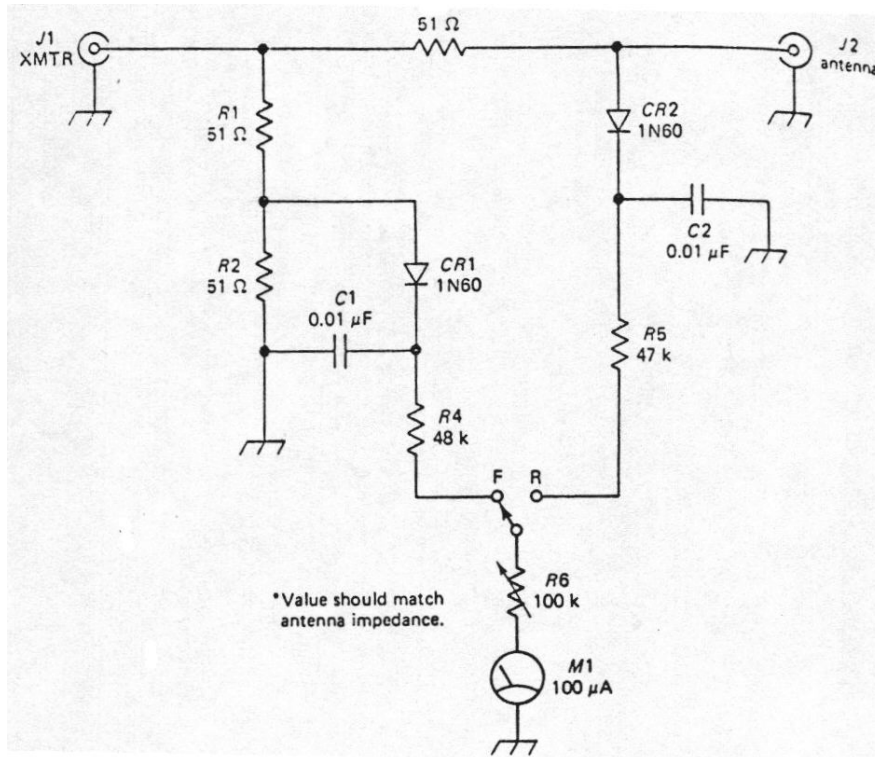 J1
XMTR
51 Ω
J2
antenna
R1
51 Ω
CR2
1N60
R2
51 Ω
CR1
1N60
C1
0.01 µF
C2
0.01 µF
R5
47 k
R4
48 k
F R
R6
100 k
*Value should match
antenna impedance.
M1
100 µA